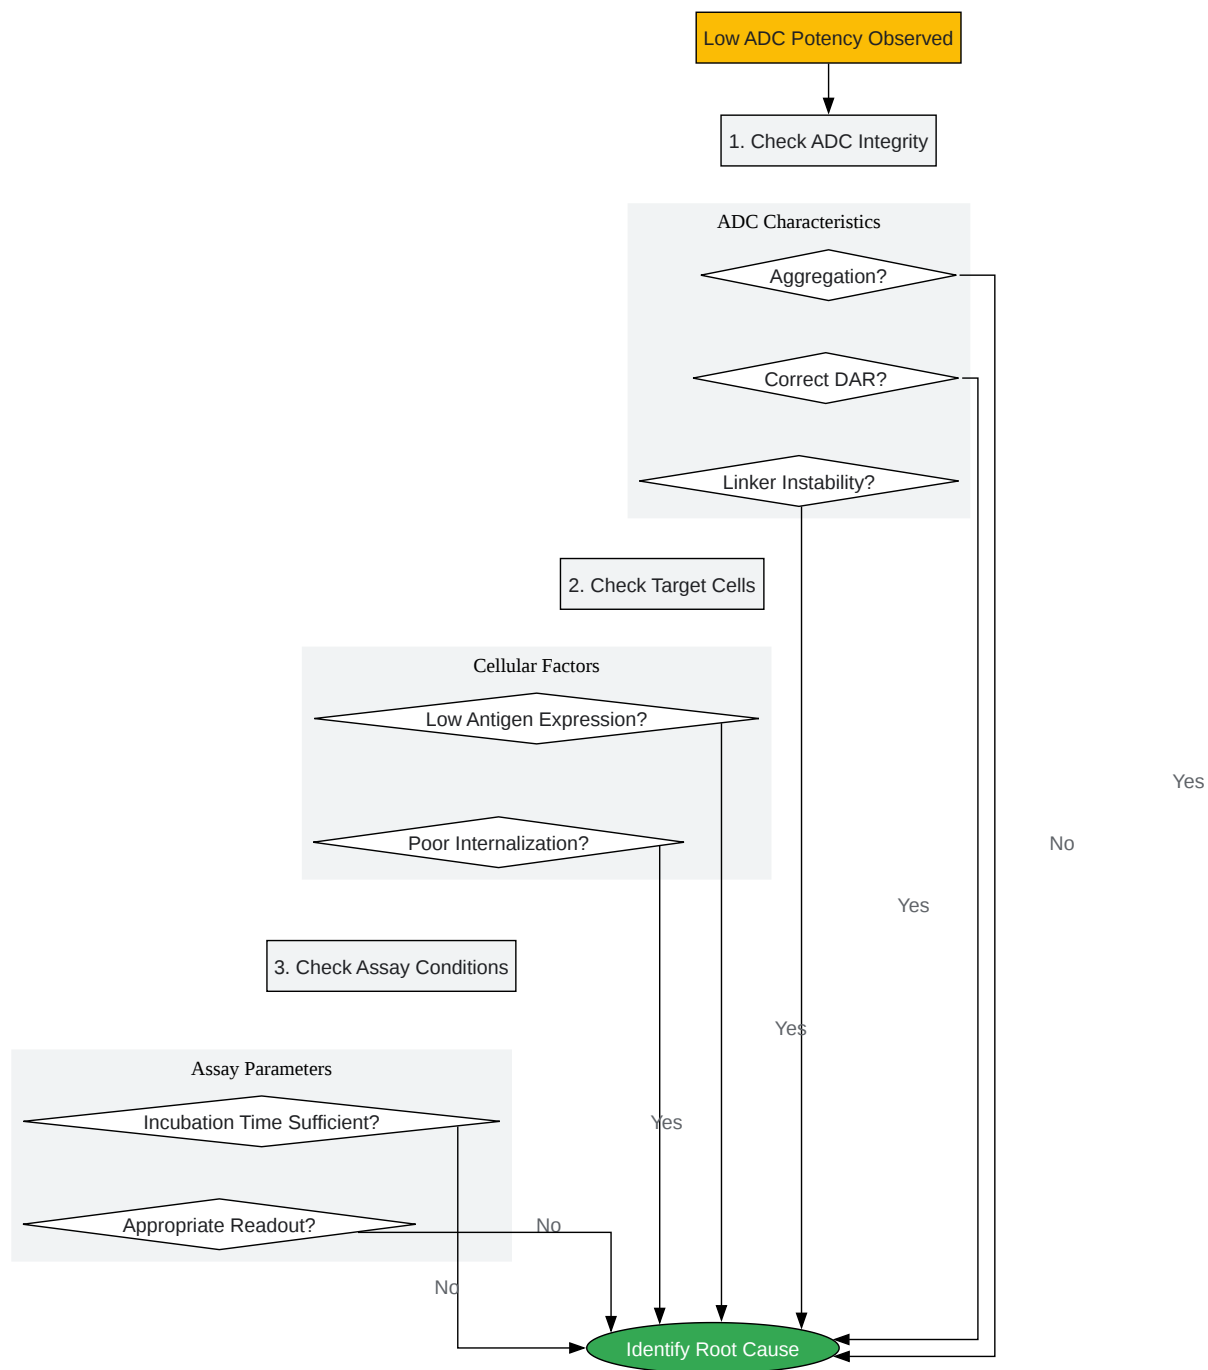 Low ADC Potency Observed
1. Check ADC Integrity
ADC Characteristics
Aggregation?
Correct DAR?
Linker Instability?
2. Check Target Cells
Cellular Factors
Low Antigen Expression?
Yes
Poor Internalization?
No
Yes
3. Check Assay Conditions
Yes
Assay Parameters
Incubation Time Sufficient?
Yes
Appropriate Readout?
No
No
Identify Root Cause